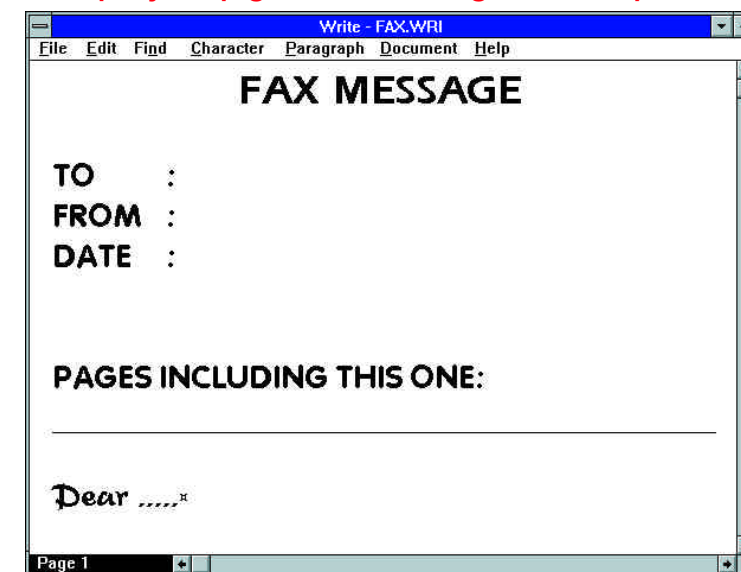 Write - FAX.WRI
File Edit Find Character Paragraph Document Help
FAX MESSAGE
TO :
FROM :
DATE :
PAGES INCLUDING THIS ONE:
Dear .....¤
Page 1